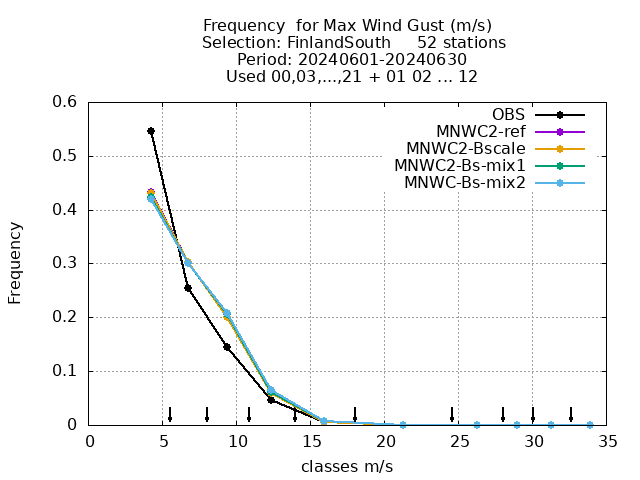 Frequency  for Max Wind Gust (m/s)
Selection: FinlandSouth     52 stations
Period: 20240601-20240630
Used 00,03,...,21 + 01 02 ... 12
OBS
MNWC2-ref
MNWC2-Bscale
MNWC2-Bs-mix1
MNWC-Bs-mix2
Frequency
0.6
0.5
0.4
0.3
0.2
0.1
0
0 5 10 15 20 25 30 35
classes m/s